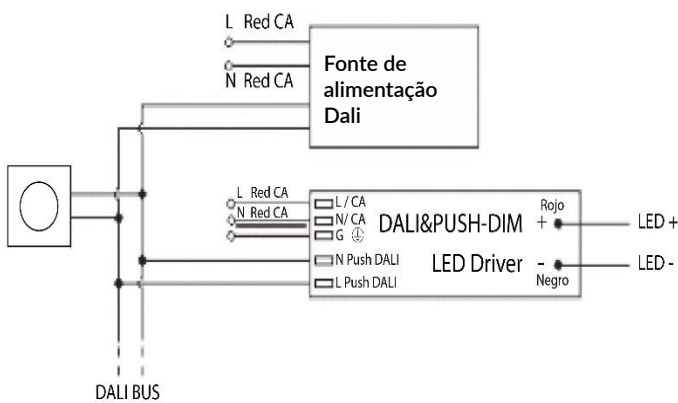 L Red CA
N Red CA
Fonte de
alimentação
Dali
L Red CA
N Red CA
L / CA
N/ CA
G
N Push DALI
L Push DALI
DALI&PUSH-DIM
LED Driver
Rojo
+
-
Negro
LED +
LED -
DALI BUS